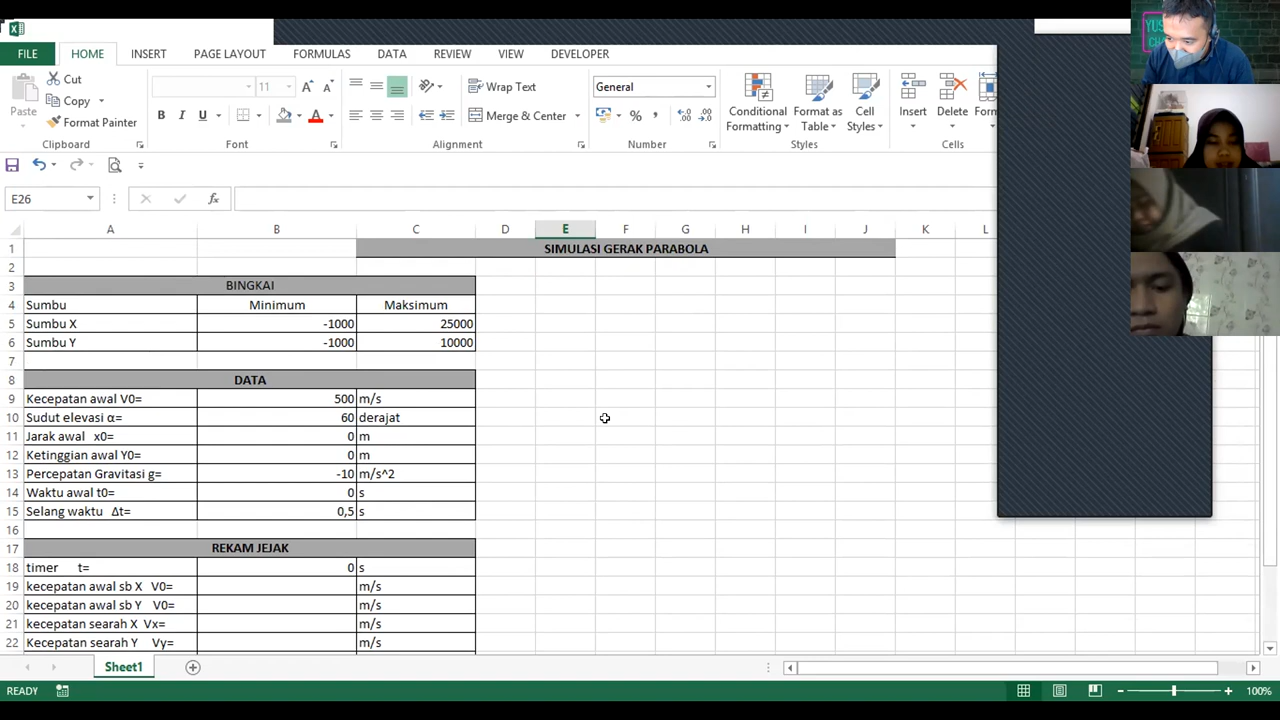 FILE HOME INSERT PAGE LAYOUT FORMULAS DATA REVIEW VIEW DEVELOPER
Paste
Cut
Copy
Format Painter
Clipboard
11
B I U
Font
Wrap Text
Merge & Center
Alignment
General
Number
Conditional Formatting
Format as Table
Cell Styles
Styles
Insert Delete
Cells
E26
fx
A B C D E F G H I J K L
1 SIMULASI GERAK PARABOLA
2
3 BINGKAI
4 Sumbu Minimum Maksimum
5 Sumbu X -1000 25000
6 Sumbu Y -1000 10000
7
8 DATA
9 Kecepatan awal V0= 500 m/s
10 Sudut elevasi α= 60 derajat
11 Jarak awal x0= 0 m
12 Ketinggian awal Y0= 0 m
13 Percepatan Gravitasi g= -10 m/s^2
14 Waktu awal t0= 0 s
15 Selang waktu Δt= 0,5 s
16
17 REKAM JEJAK
18 timer t= 0 s
19 kecepatan awal sb X V0= m/s
20 kecepatan awal sb Y V0= m/s
21 kecepatan searah X Vx= m/s
22 Kecepatan searah Y Vy= m/s
Sheet1
READY
100%